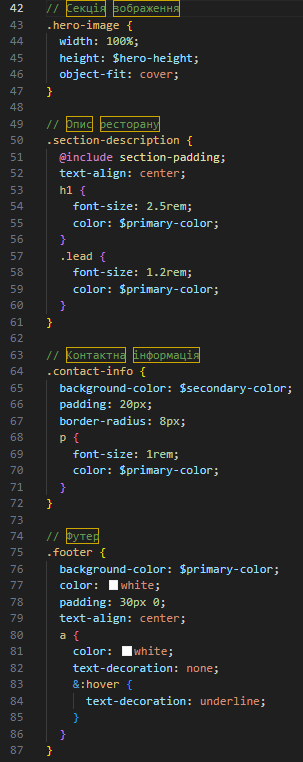 42 // Секція зображення
43 .hero-image {
44 width: 100%;
45 height: $hero-height;
46 object-fit: cover;
47 }
48
49 // Опис ресторану
50 .section-description {
51 @include section-padding;
52 text-align: center;
53 h1 {
54 font-size: 2.5rem;
55 color: $primary-color;
56 }
57 .lead {
58 font-size: 1.2rem;
59 color: $primary-color;
60 }
61 }
62
63 // Контактна інформація
64 .contact-info {
65 background-color: $secondary-color;
66 padding: 20px;
67 border-radius: 8px;
68 p {
69 font-size: 1rem;
70 color: $primary-color;
71 }
72 }
73
74 // Футер
75 .footer {
76 background-color: $primary-color;
77 color: white;
78 padding: 30px 0;
79 text-align: center;
80 a {
81 color: white;
82 text-decoration: none;
83 &:hover {
84 text-decoration: underline;
85 }
86 }
87 }